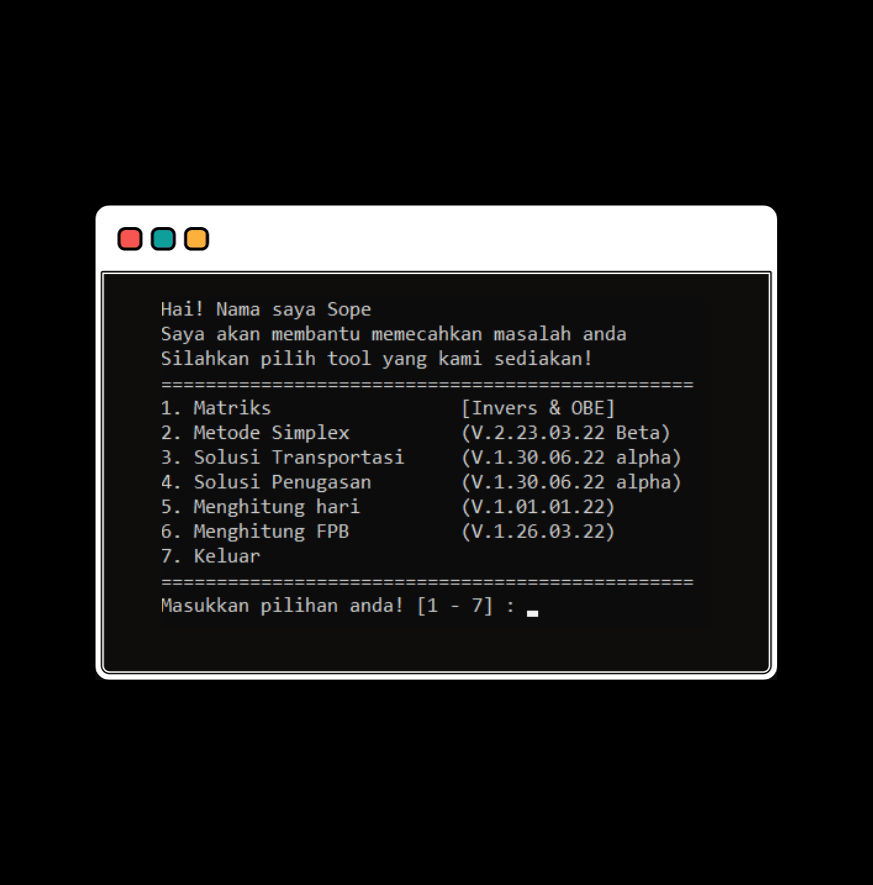 Hai! Nama saya Sope
Saya akan membantu memecahkan masalah anda
Silahkan pilih tool yang kami sediakan!
================================================
1. Matriks [Invers & OBE]
2. Metode Simplex (V.2.23.03.22 Beta)
3. Solusi Transportasi (V.1.30.06.22 alpha)
4. Solusi Penugasan (V.1.30.06.22 alpha)
5. Menghitung hari (V.1.01.01.22)
6. Menghitung FPB (V.1.26.03.22)
7. Keluar
================================================
Masukkan pilihan anda! [1 - 7] :